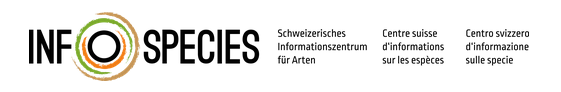 INFO SPECIES
Schweizerisches
Informationszentrum
für Arten
Centre suisse
d'informations
sur les espèces
Centro svizzero
d'informazione
sulle specie